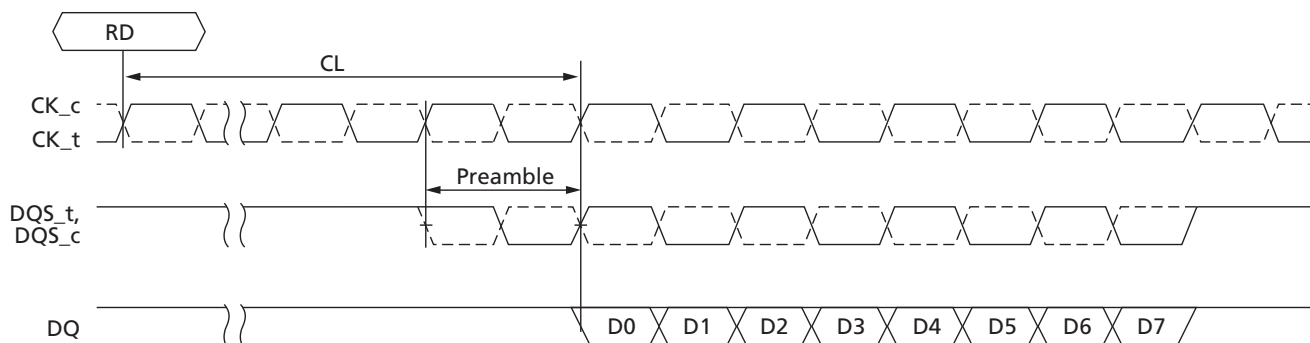 RD
CL
CK_c
CK_t
Preamble
DQS_t,
DQS_c
DQ
D0 D1 D2 D3 D4 D5 D6 D7